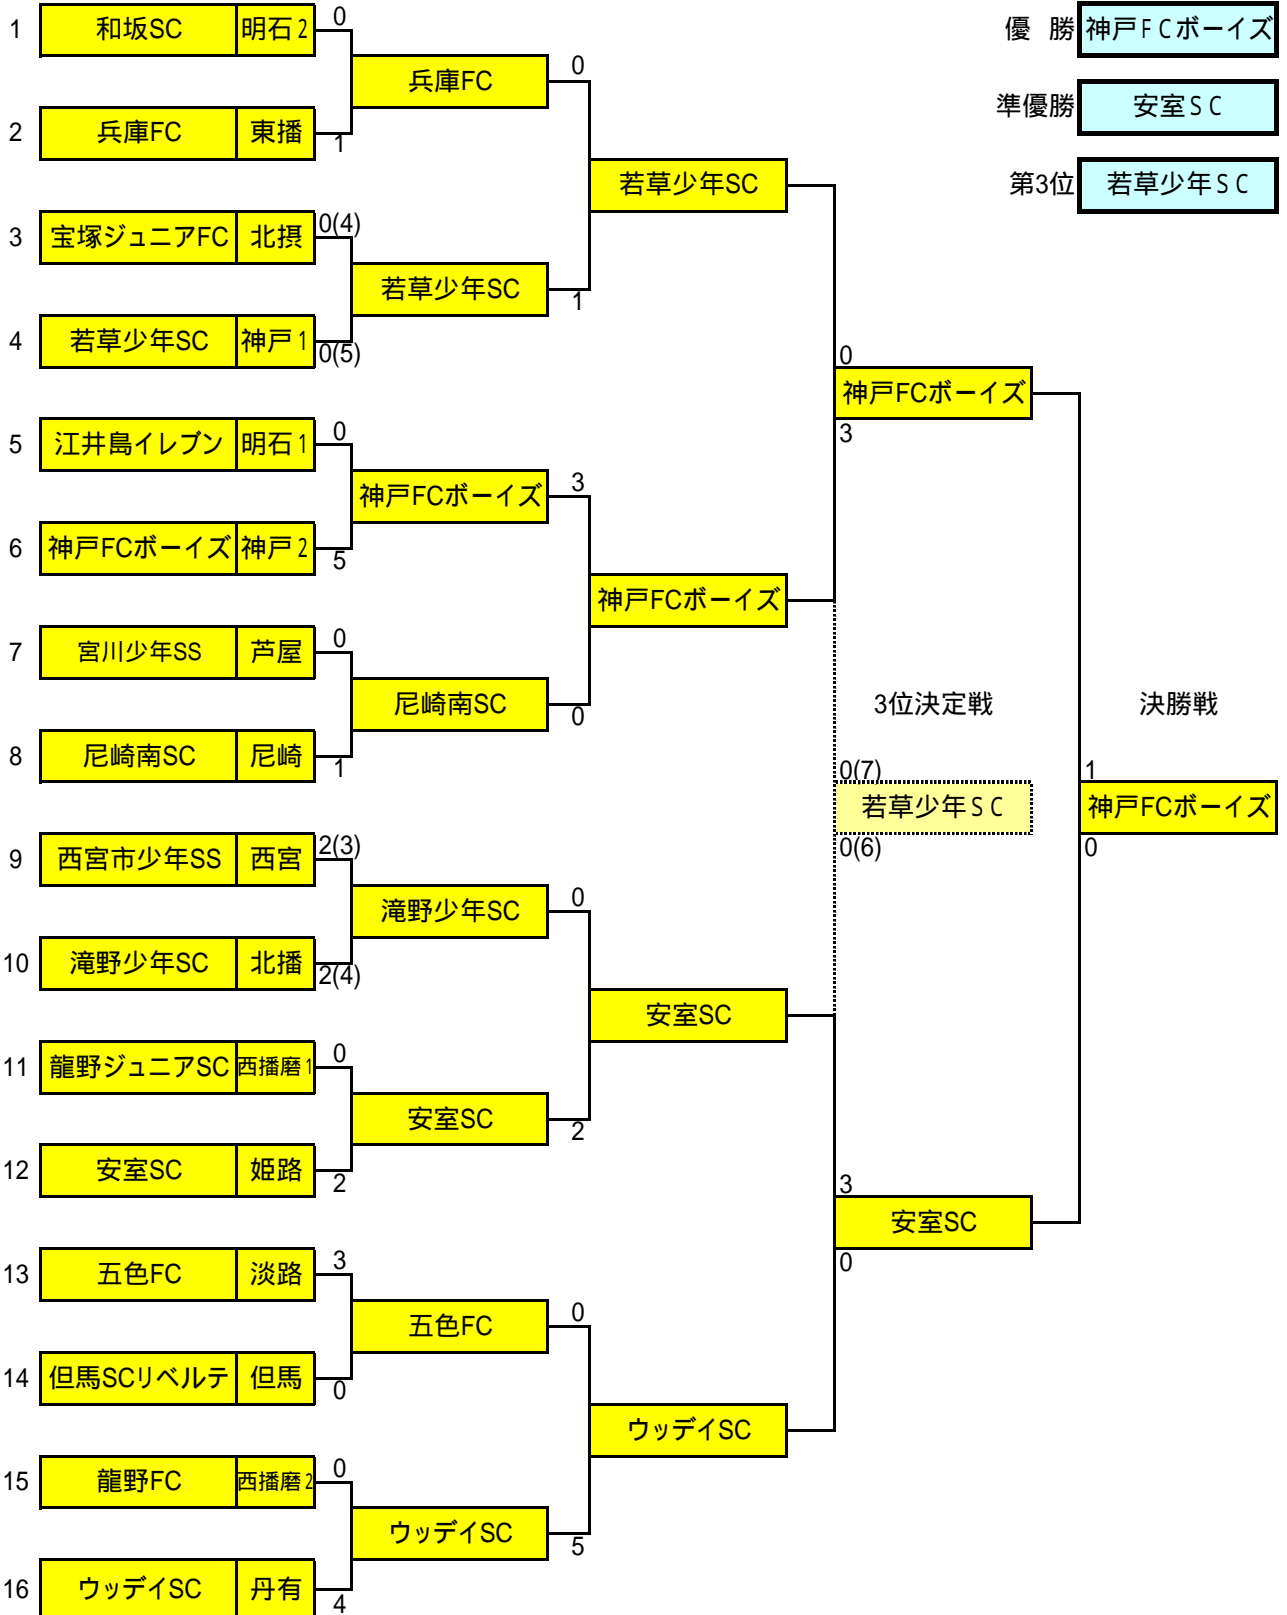 優 勝 神戸ＦＣボーイズ
準優勝 安室ＳＣ
第3位 若草少年ＳＣ
1 和坂SC 明石2 0
兵庫FC 0
2 兵庫FC 東播 1
若草少年SC
3 宝塚ジュニアFC 北摂 0(4)
若草少年SC 1
4 若草少年SC 神戸1 0(5)
0
神戸FCボーイズ
3
5 江井島イレブン 明石1 0
神戸FCボーイズ 3
6 神戸FCボーイズ 神戸2 5
神戸FCボーイズ
7 宮川少年SS 芦屋 0
尼崎南SC 0
8 尼崎南SC 尼崎 1
3位決定戦 決勝戦
0(7) 1
若草少年ＳＣ 神戸FCボーイズ
0(6) 0
9 西宮市少年SS 西宮 2(3)
滝野少年SC 0
10 滝野少年SC 北播 2(4)
安室SC
11 龍野ジュニアSC 西播磨1 0
安室SC 2
12 安室SC 姫路 2
3
安室SC
0
13 五色FC 淡路 3
五色FC 0
14 但馬SCリベルテ 但馬 0
ウッデイSC
15 龍野FC 西播磨2 0
ウッデイSC 5
16 ウッデイSC 丹有 4